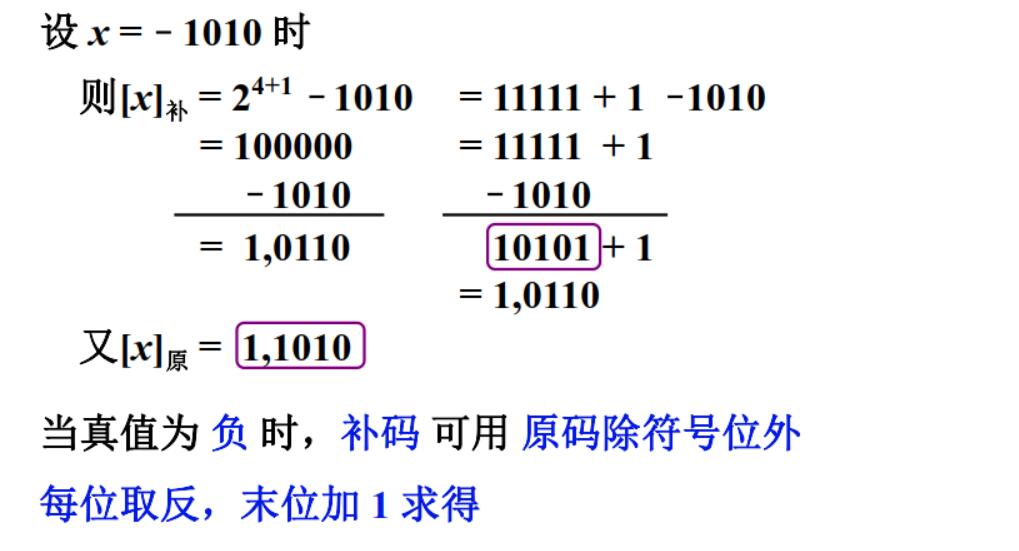 设 x = - 1010 时
则[x]补 = 2^{4+1} - 1010 = 11111 + 1 -1010
= 100000 = 11111 + 1
- 1010 - 1010
= 1,0110 10101 + 1
= 1,0110
又[x]原 = 1,1010
当真值为 负 时，补码 可用 原码除符号位外
每位取反，末位加 1 求得